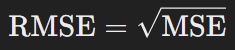 RMSE = √MSE